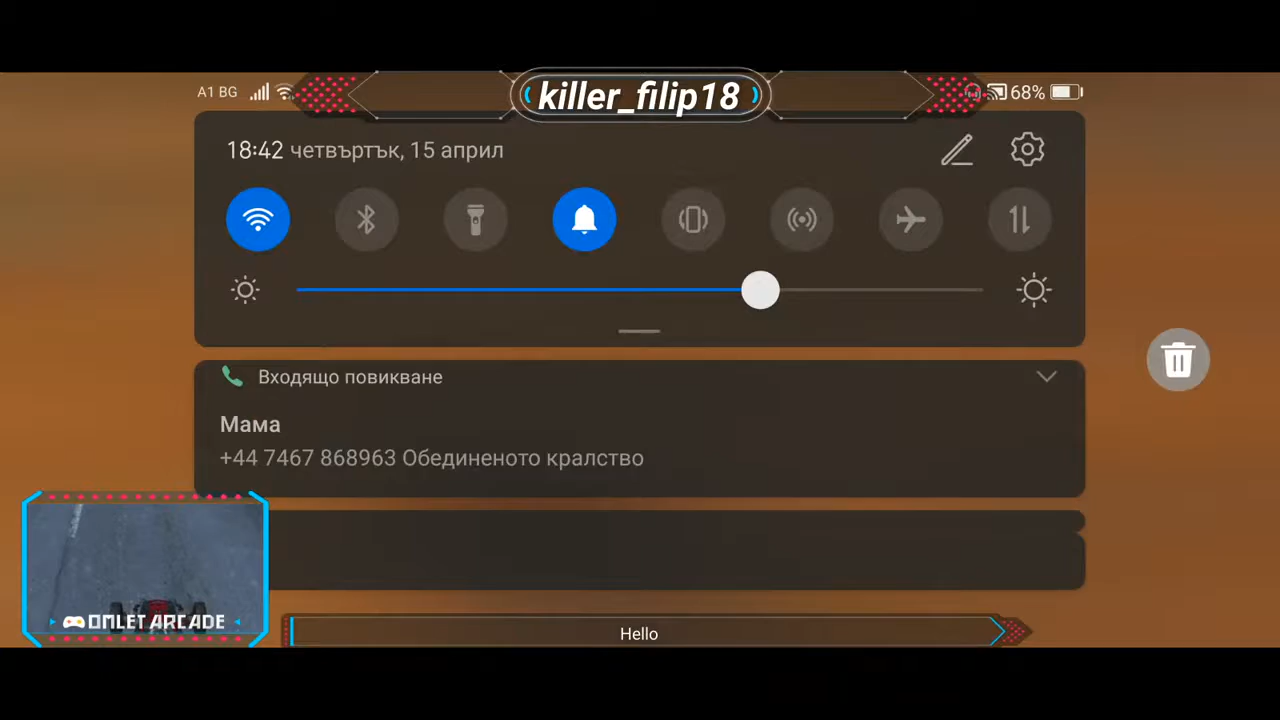 A1 BG
killer_filip18
68%
18:42 четвъртък, 15 април
Входящо повикване
Мама
+44 7467 868963 Обединеното кралство
OMLET ARCADE
Hello